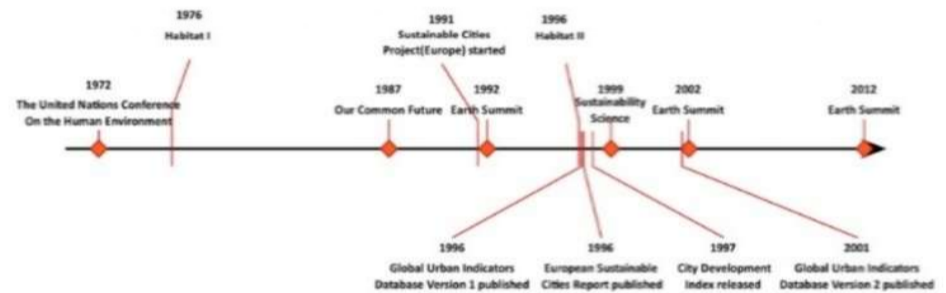 1976
Habitat I
1991
Sustainable Cities
Project(Europe) started
1996
Habitat II
1972
The United Nations Conference
On the Human Environment
1987
Our Common Future
1992
Earth Summit
1999
Sustainability
Science
2002
Earth Summit
2012
Earth Summit
1996
Global Urban Indicators
Database Version 1 published
1996
European Sustainable
Cities Report published
1997
City Development
Index released
2001
Global Urban Indicators
Database Version 2 published